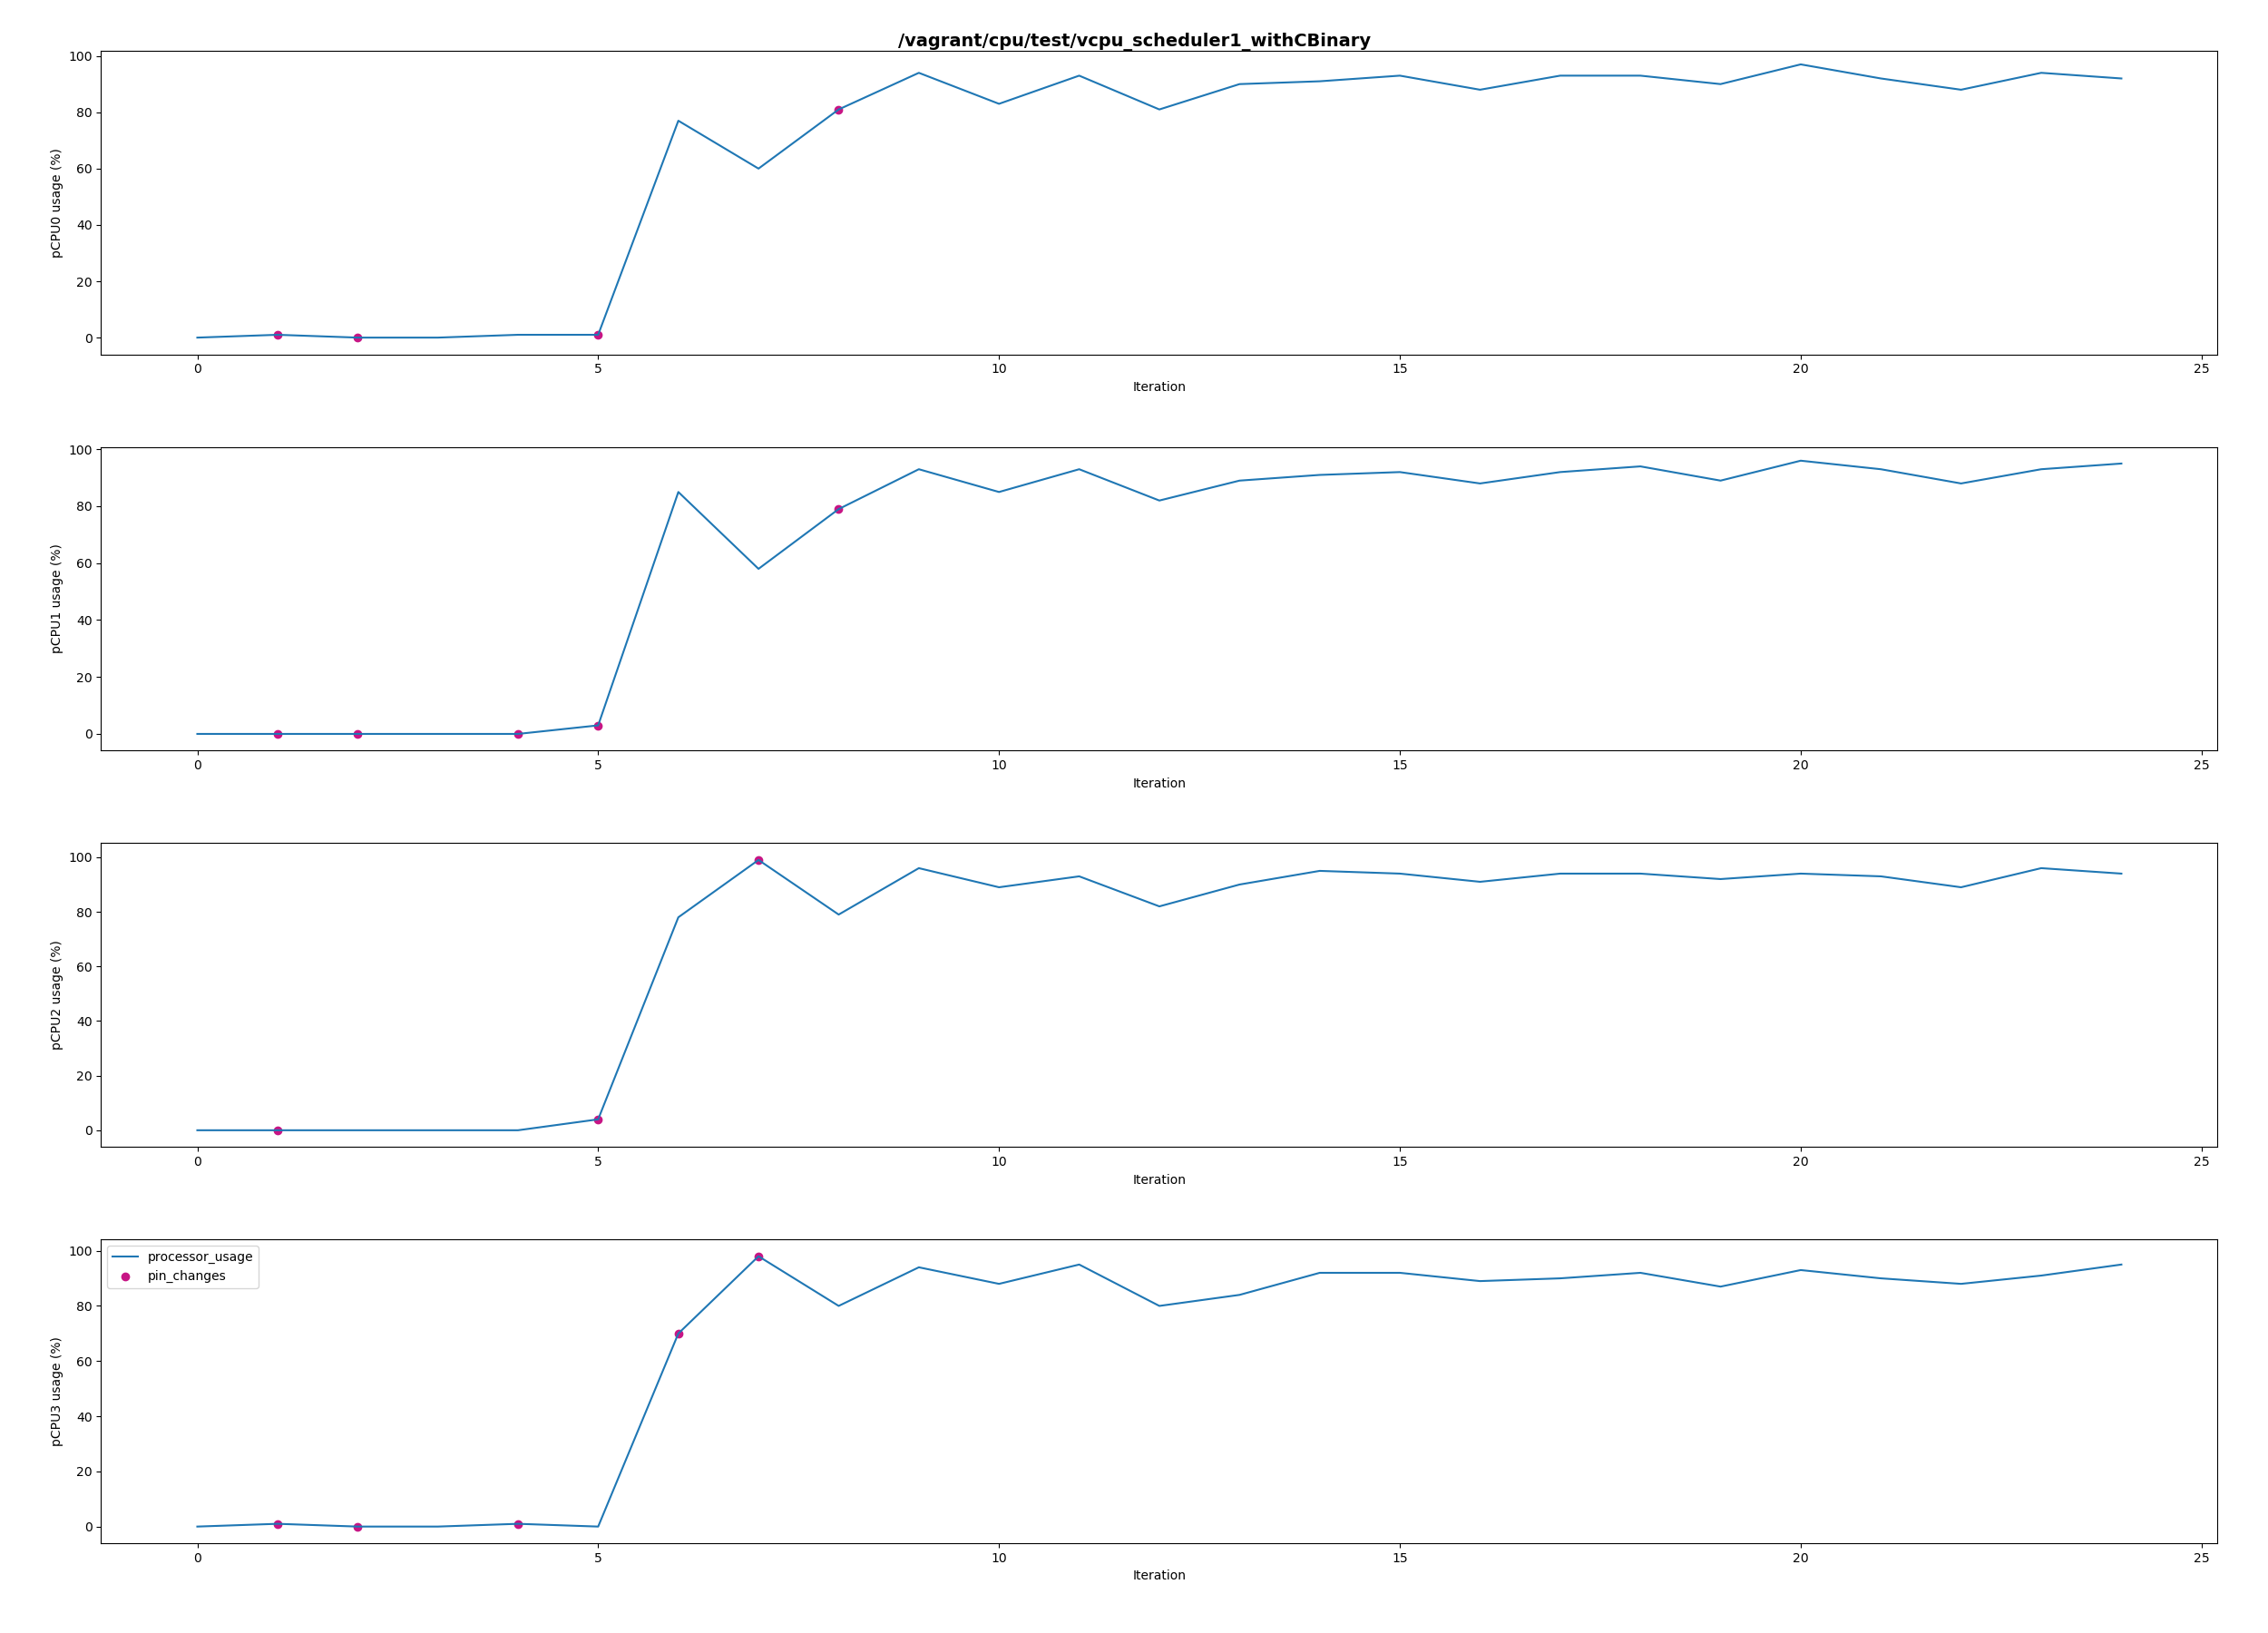 /vagrant/cpu/test/vcpu_scheduler1_withCBinary
100
80
60
40
20
0
pCPU0 usage (%)
0 5 10 15 20 25
Iteration
100
80
60
40
20
0
pCPU1 usage (%)
0 5 10 15 20 25
Iteration
100
80
60
40
20
0
pCPU2 usage (%)
0 5 10 15 20 25
Iteration
processor_usage
pin_changes
100
80
60
40
20
0
pCPU3 usage (%)
0 5 10 15 20 25
Iteration